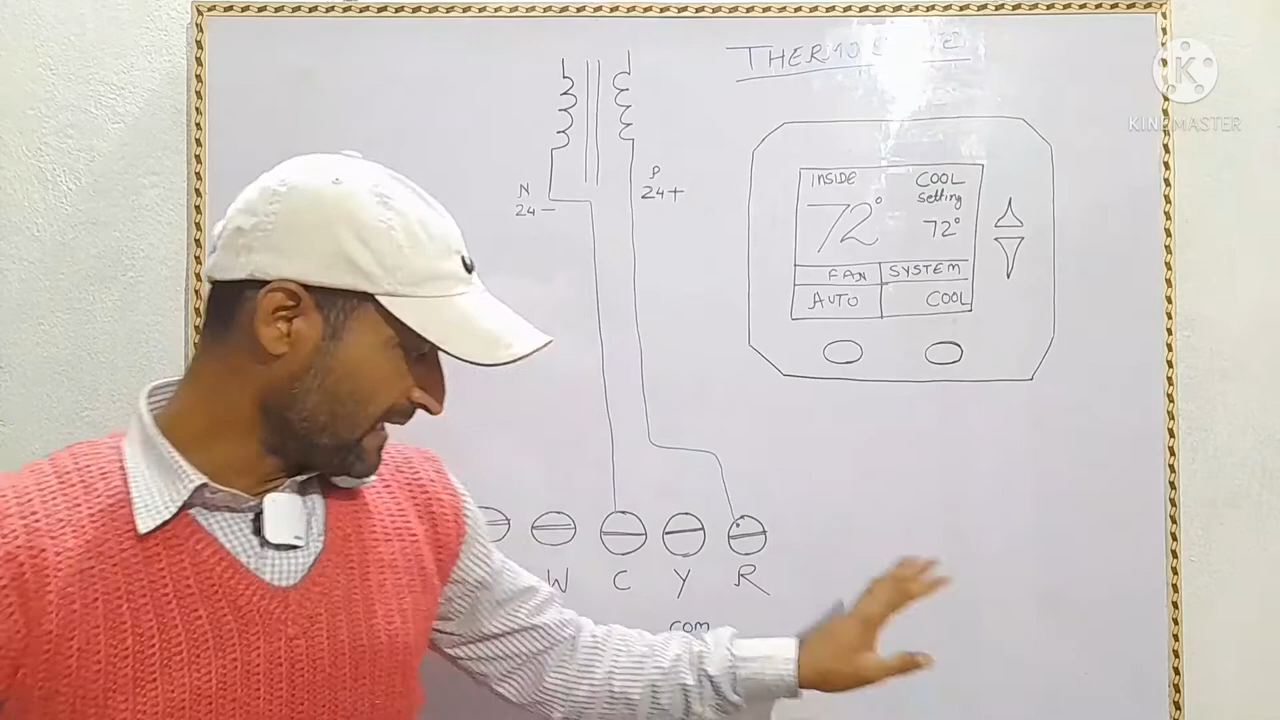 N
24-
P
24+
INSIDE
72°
COOL
Setting
72°
FAN
SYSTEM
AUTO
COOL
W
C
Y
R
com
K
KINEMASTER